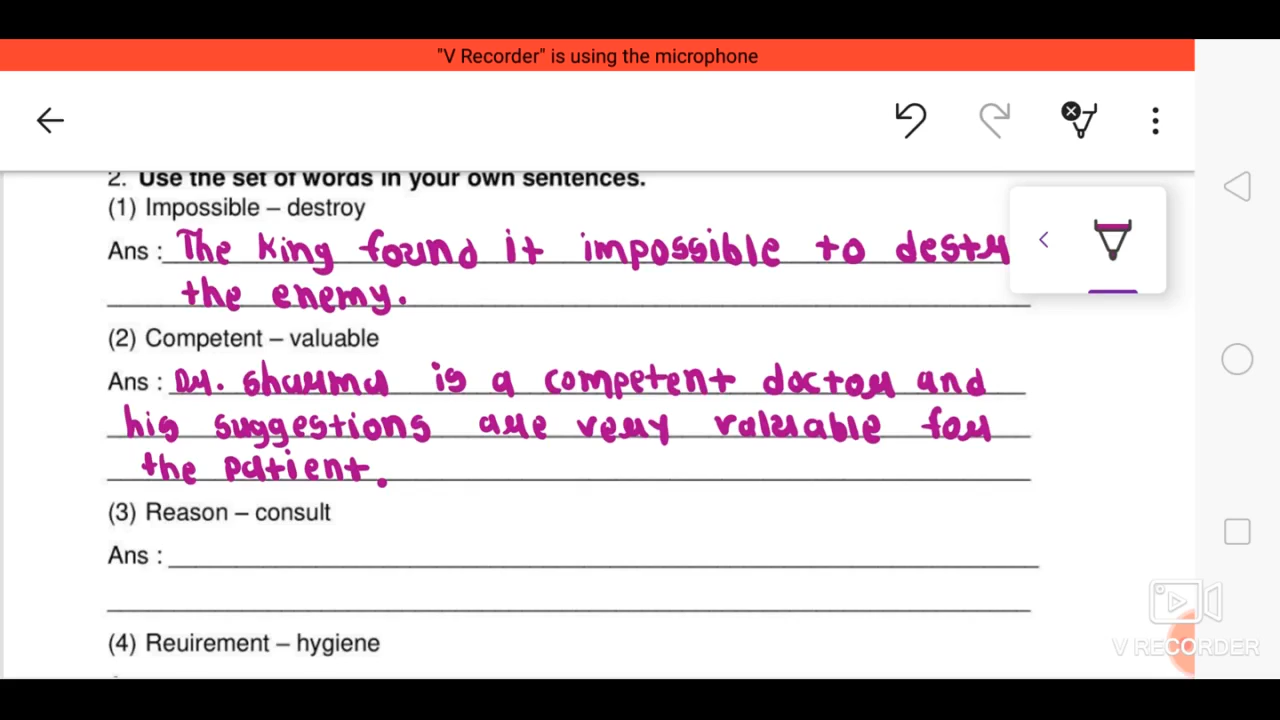 "V Recorder" is using the microphone
2. Use the set of words in your own sentences.
(1) Impossible – destroy
Ans : The King found it impossible to
the enemy.
(2) Competent – valuable
Ans : Dr. Sharma is a competent doctor and
his suggestions are very valuable for
the patient.
(3) Reason – consult
Ans :
(4) Reuirement – hygiene
V RECORDER